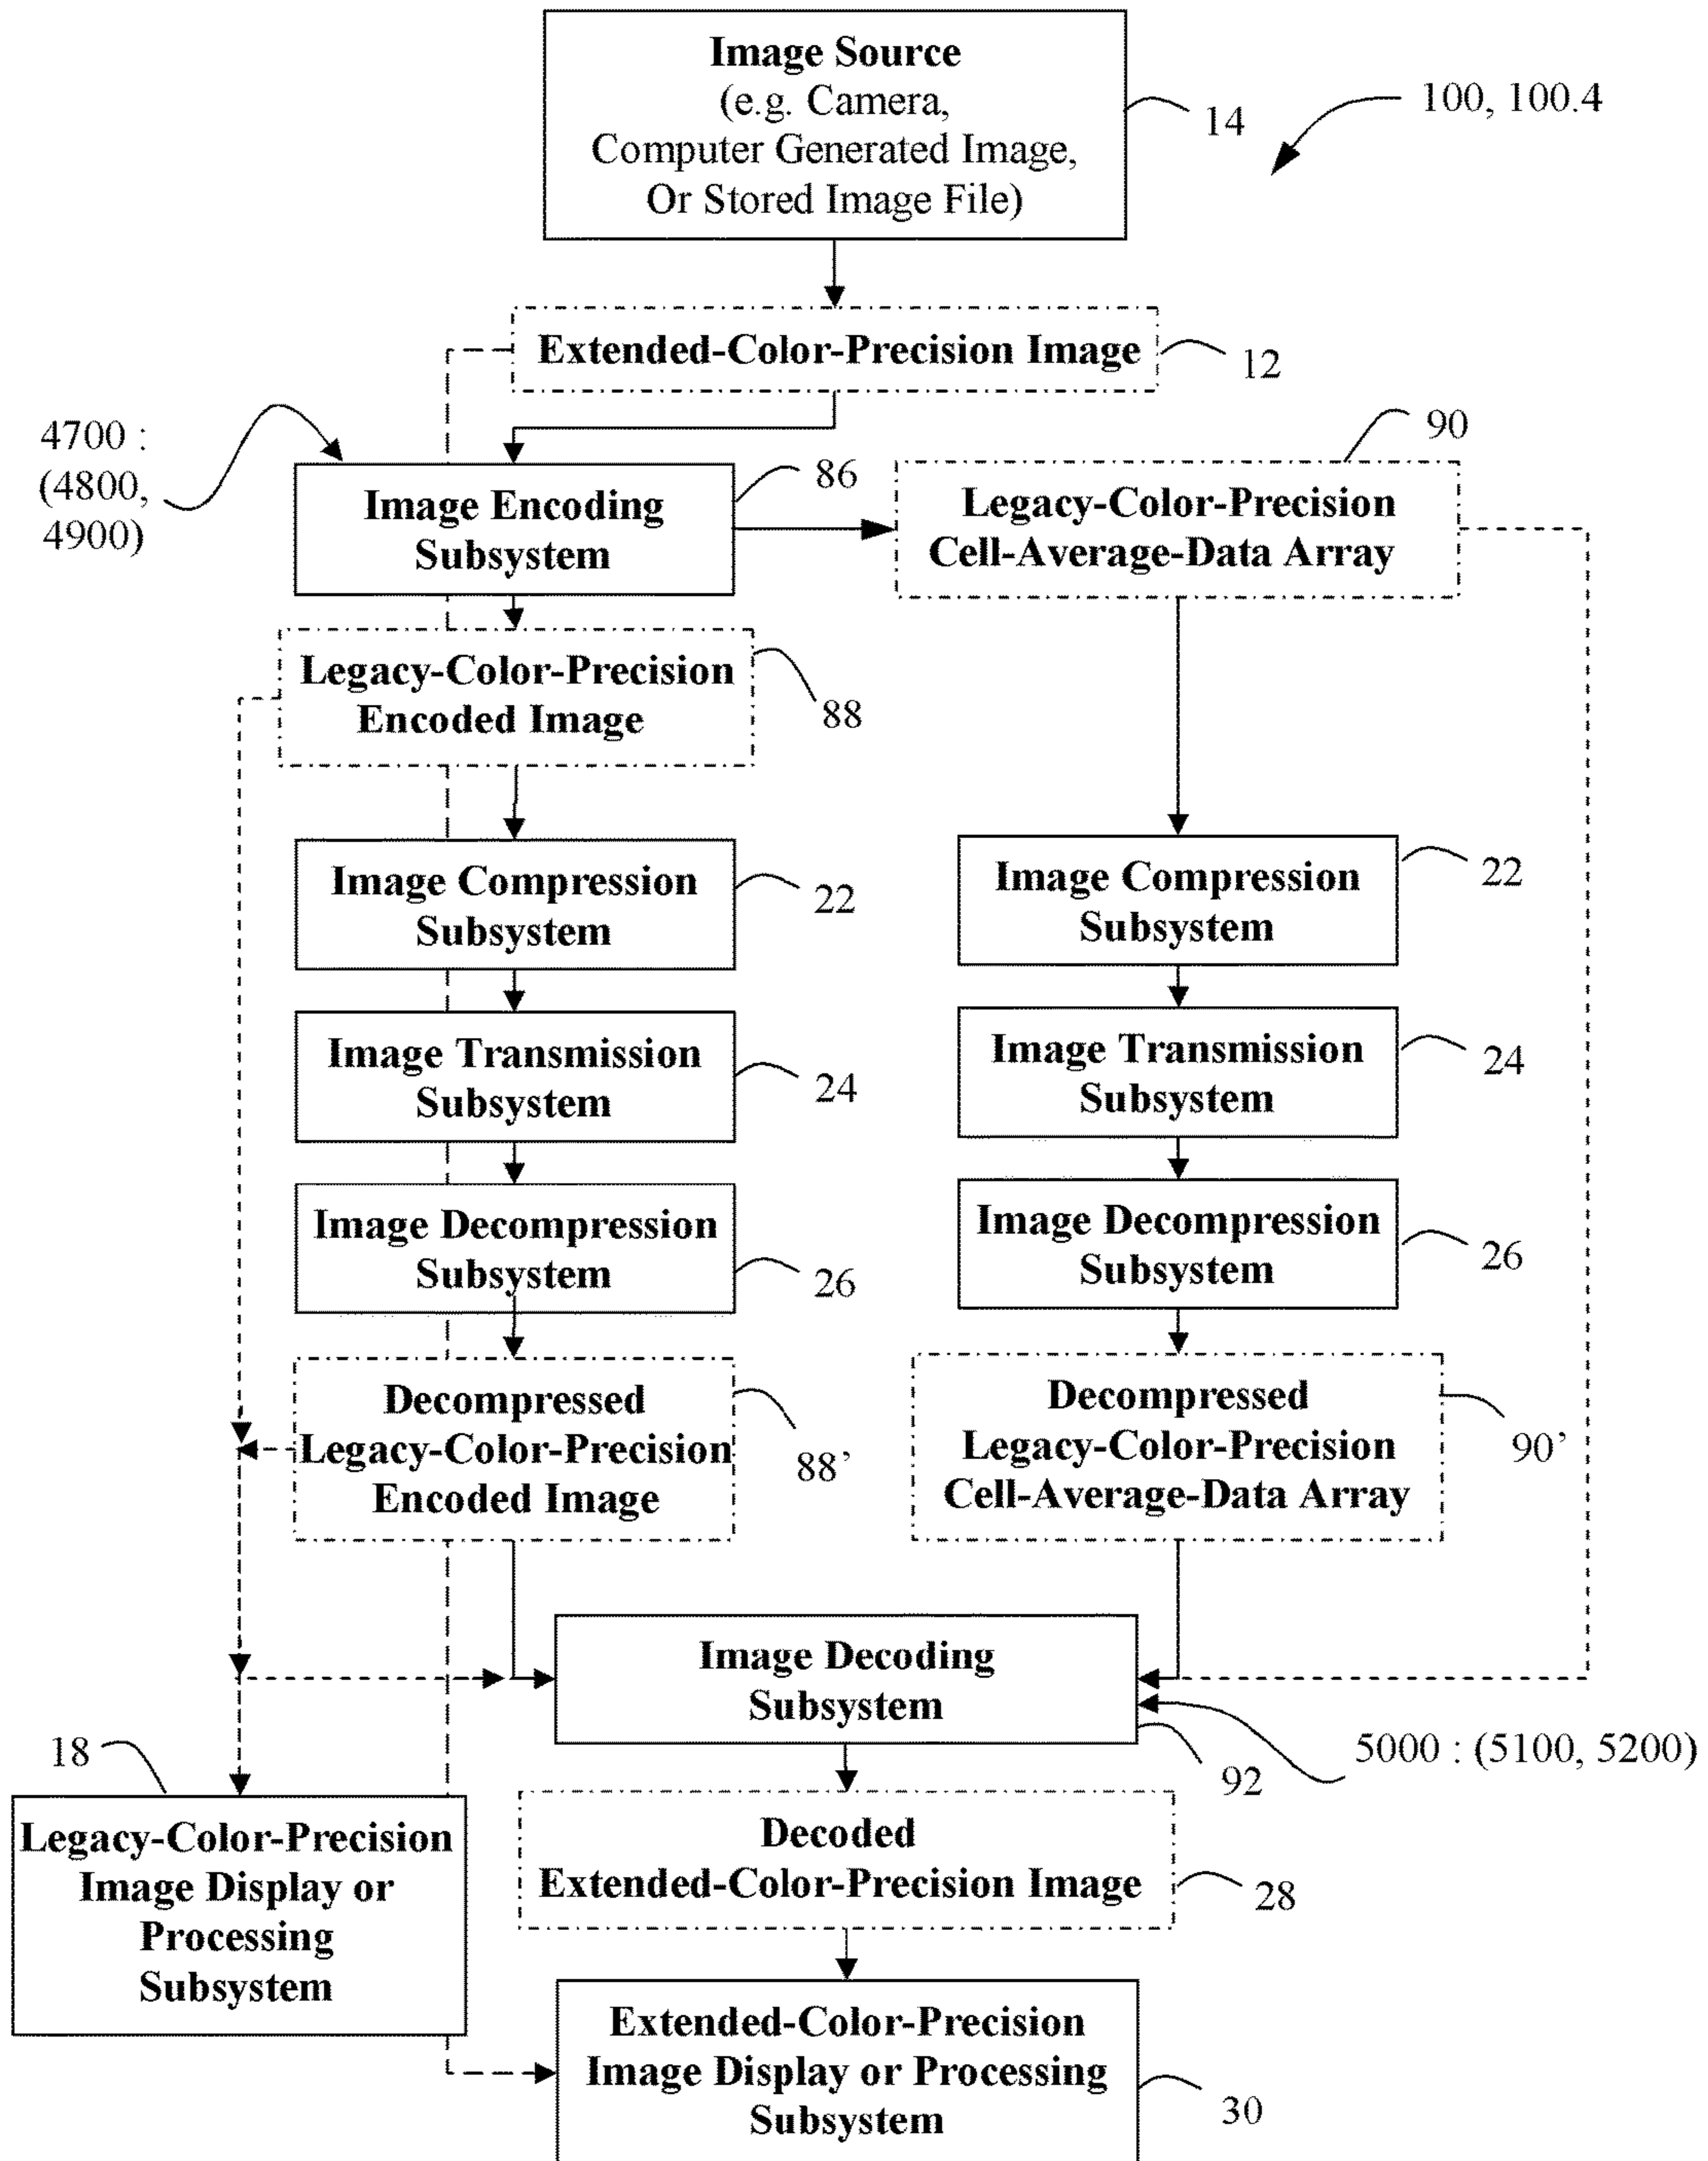 Image Source
(e.g. Camera,
Computer Generated Image,
Or Stored Image File)
14
100, 100.4
Extended-Color-Precision Image
12
4700 :
(4800,
4900)
Image Encoding
Subsystem
86
90
Legacy-Color-Precision
Cell-Average-Data Array
Legacy-Color-Precision
Encoded Image
88
Image Compression
Subsystem
22
Image Compression
Subsystem
22
Image Transmission
Subsystem
24
Image Transmission
Subsystem
24
Image Decompression
Subsystem
26
Image Decompression
Subsystem
26
Decompressed
Legacy-Color-Precision
Encoded Image
88’
Decompressed
Legacy-Color-Precision
Cell-Average-Data Array
90’
Image Decoding
Subsystem
92
5000 : (5100, 5200)
18
Legacy-Color-Precision
Image Display or
Processing
Subsystem
Decoded
Extended-Color-Precision Image
28
Extended-Color-Precision
Image Display or Processing
Subsystem
30